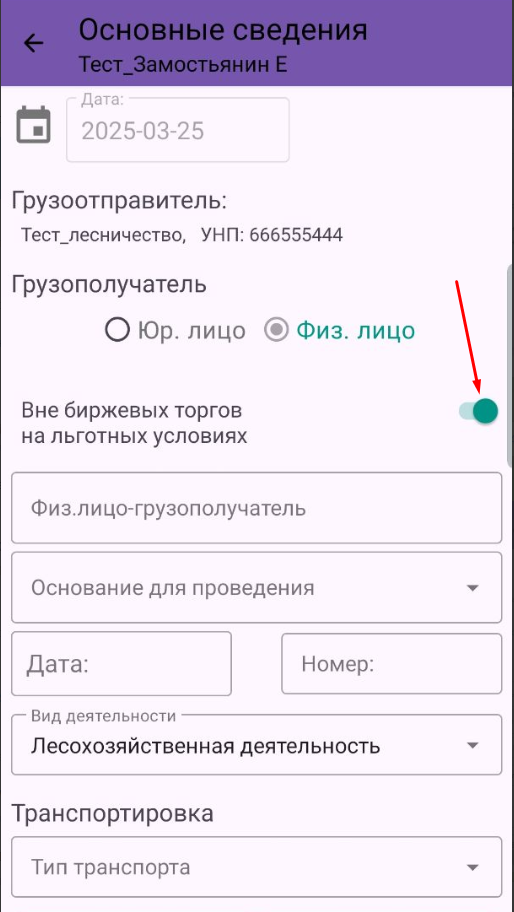 Основные сведения
Тест_Замостьянин Е
Дата:
2025-03-25
Грузоотправитель:
Тест_лесничество, УНП: 666555444
Грузополучатель
Юр. лицо Физ. лицо
Вне биржевых торгов
на льготных условиях
Физ.лицо-грузополучатель
Основание для проведения
Дата: Номер:
Вид деятельности
Лесохозяйственная деятельность
Транспортировка
Тип транспорта